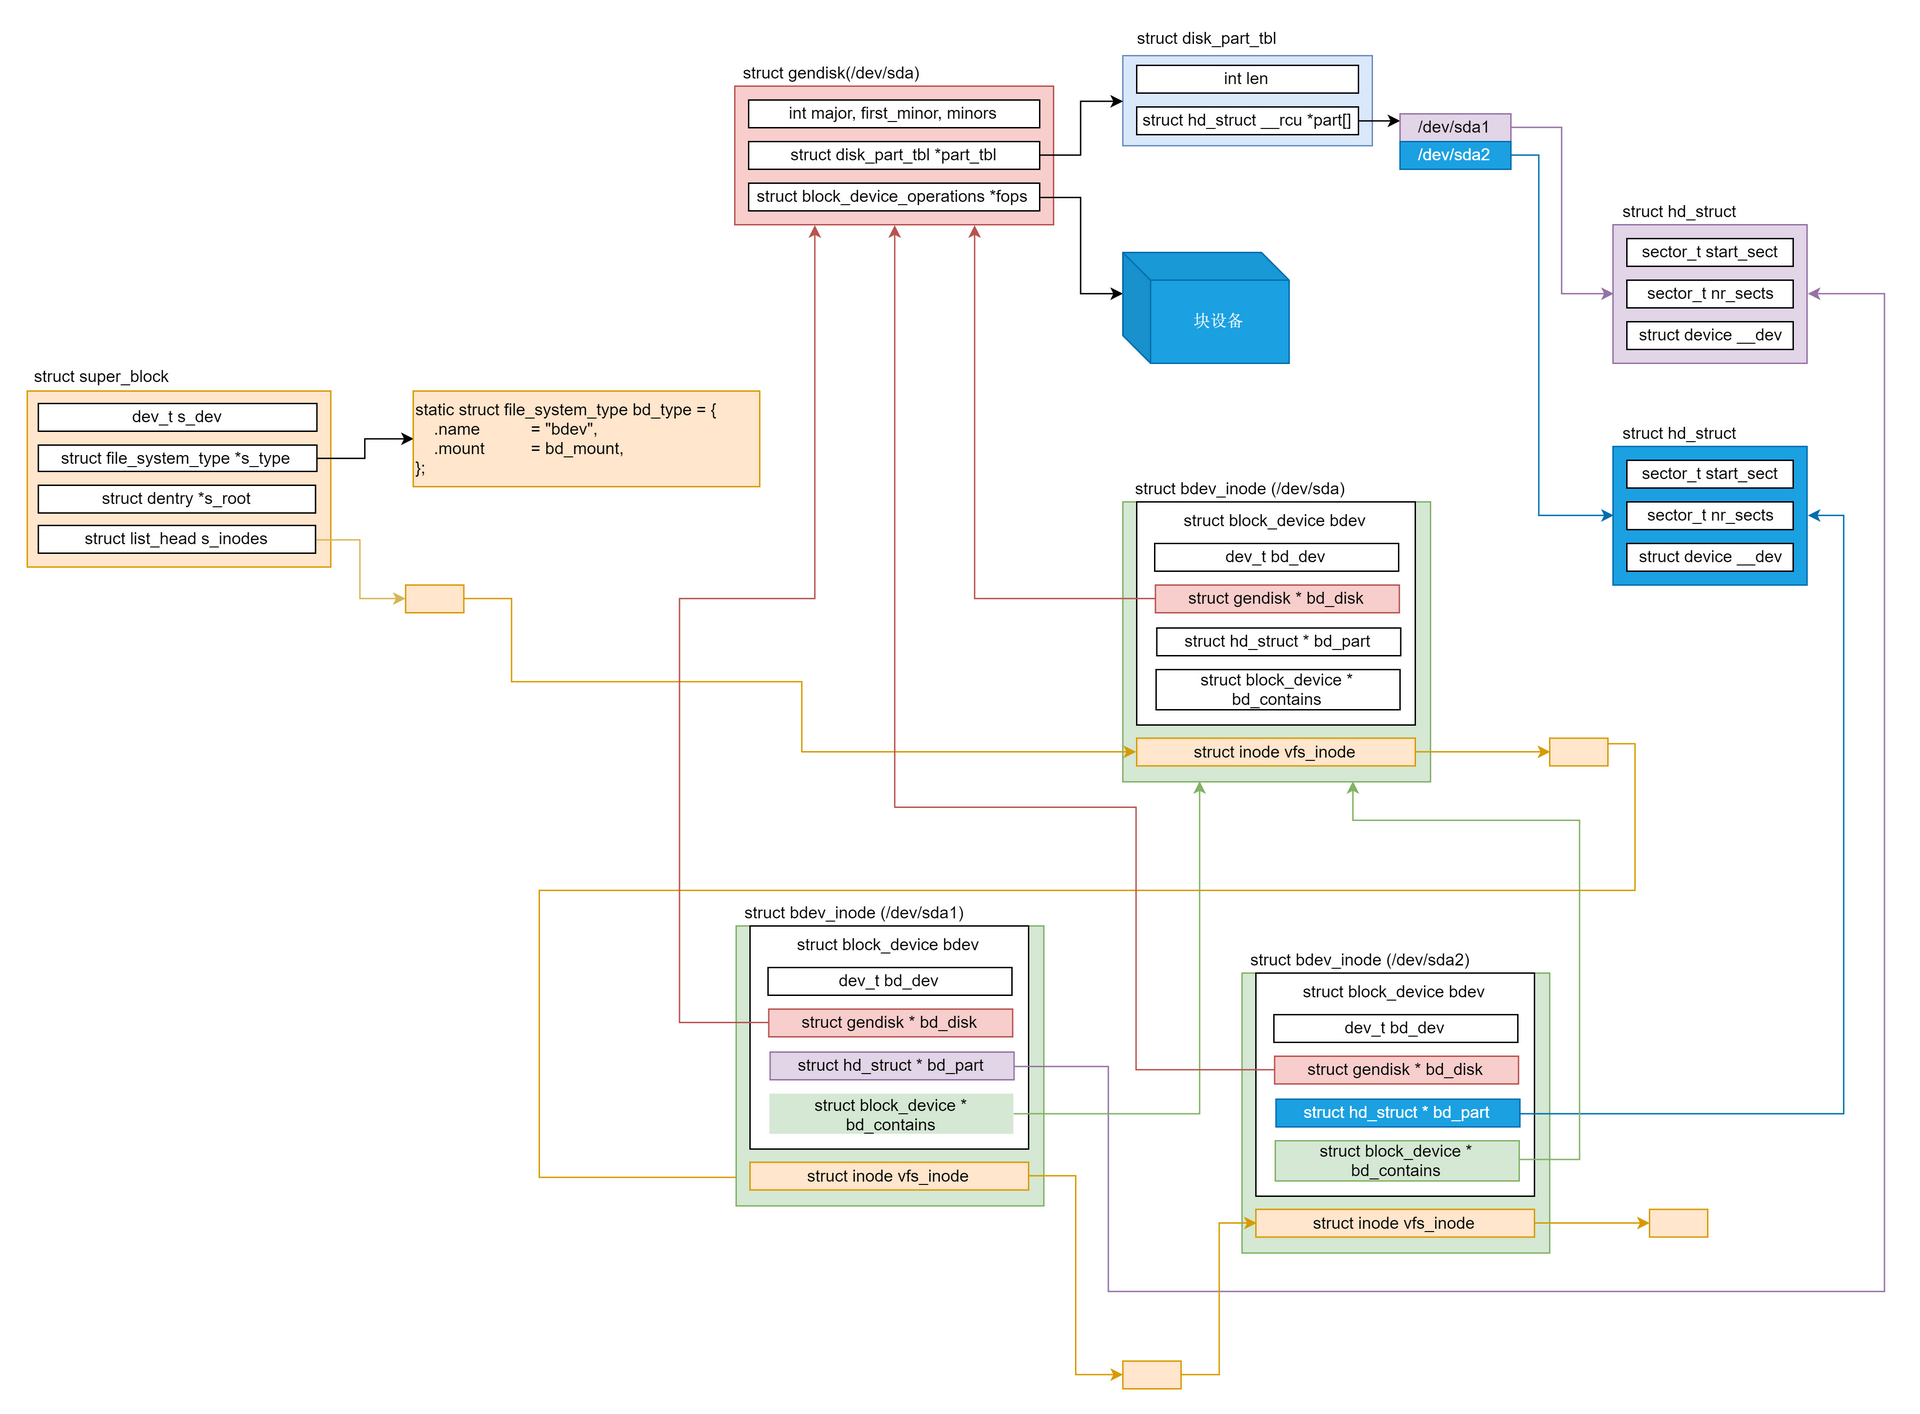 struct disk_part_tbl
int len
struct hd_struct __rcu *part[]
struct gendisk(/dev/sda)
int major, first_minor, minors
struct disk_part_tbl *part_tbl
struct block_device_operations *fops
/dev/sda1
/dev/sda2
块设备
struct hd_struct
sector_t start_sect
sector_t nr_sects
struct device __dev
struct super_block
dev_t s_dev
struct file_system_type *s_type
struct dentry *s_root
struct list_head s_inodes
static struct file_system_type bd_type = {
.name = "bdev",
.mount = bd_mount,
};
struct hd_struct
sector_t start_sect
sector_t nr_sects
struct device __dev
struct bdev_inode (/dev/sda)
struct block_device bdev
dev_t bd_dev
struct gendisk * bd_disk
struct hd_struct * bd_part
struct block_device *
bd_contains
struct inode vfs_inode
struct bdev_inode (/dev/sda1)
struct block_device bdev
dev_t bd_dev
struct gendisk * bd_disk
struct hd_struct * bd_part
struct block_device *
bd_contains
struct inode vfs_inode
struct bdev_inode (/dev/sda2)
struct block_device bdev
dev_t bd_dev
struct gendisk * bd_disk
struct hd_struct * bd_part
struct block_device *
bd_contains
struct inode vfs_inode